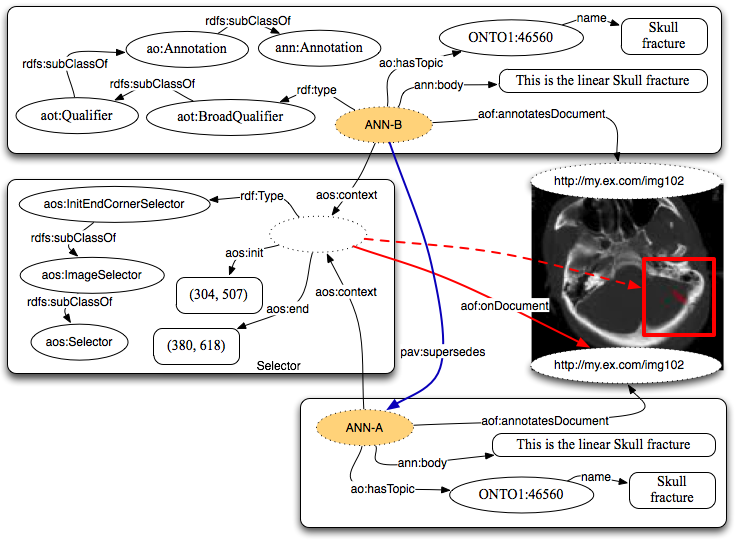 rdfs:subClassOf
name
Skull
fracture
ao:Annotation
ann:Annotation
ONTO1:46560
rdfs:subClassOf
ao:hasTopic
rdfs:subClassOf
ann:body
This is the linear Skull fracture
rdf:type
aot:Qualifier
aot:BroadQualifier
ANN-B
aof:annotatesDocument
http://my.ex.com/img102
aos:context
rdf:Type
aos:InitEndCornerSelector
rdfs:subClassOf
aos:init
aos:ImageSelector
aos:context
(304, 507)
rdfs:subClassOf
aos:end
aof:onDocument
aos:Selector
(380, 618)
Selector
pav:supersedes
http://my.ex.com/img102
ANN-A
aof:annotatesDocument
This is the linear Skull fracture
ann:body
name
ao:hasTopic
ONTO1:46560
Skull
fracture